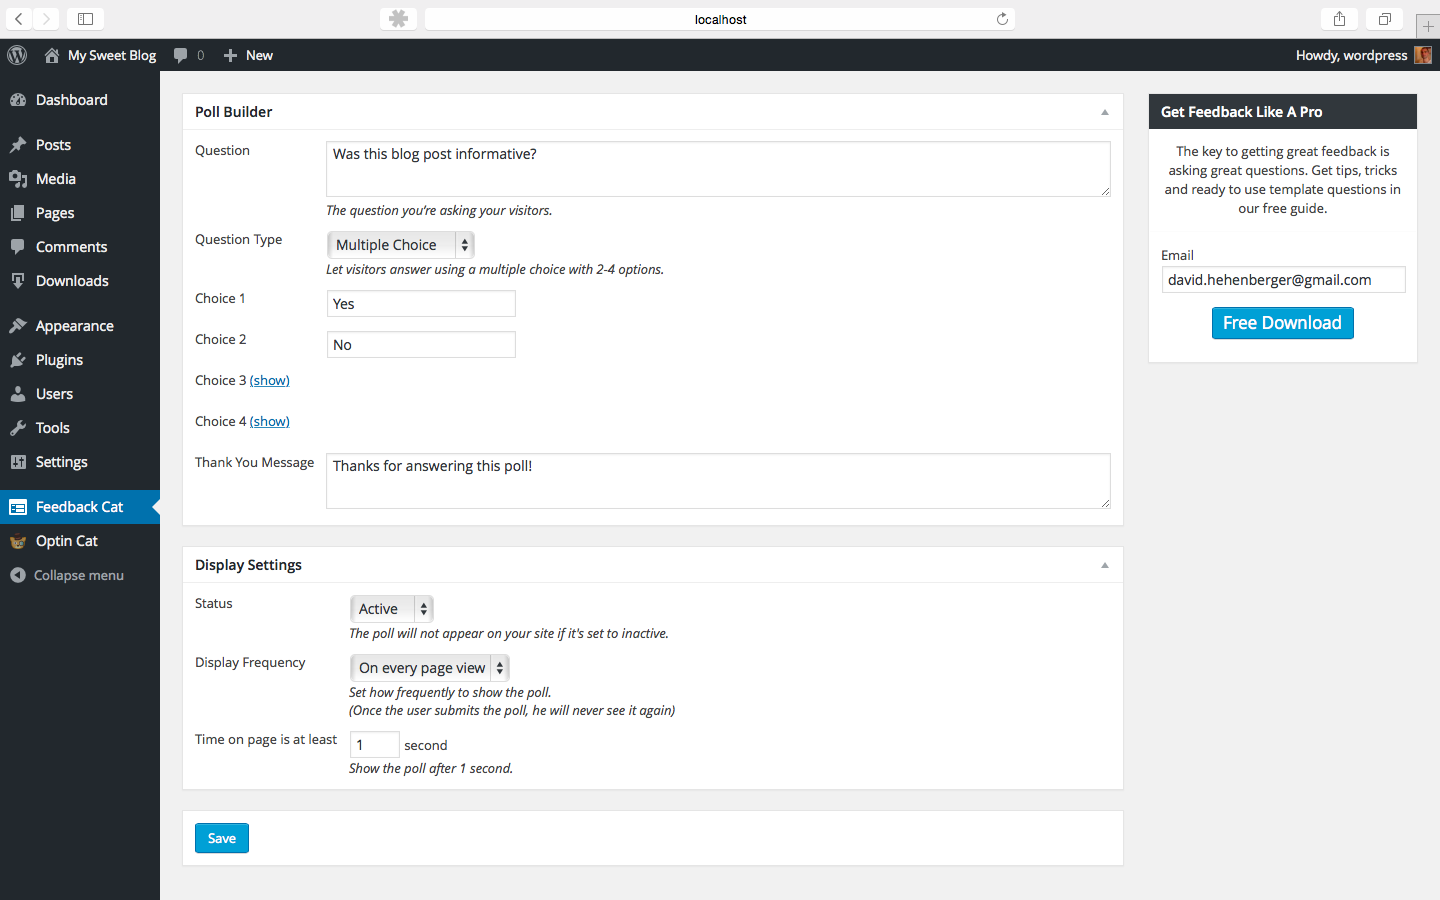 localhost
My Sweet Blog
0
New
Howdy, wordpress
Dashboard
Posts
Media
Pages
Comments
Downloads
Appearance
Plugins
Users
Tools
Settings
Feedback Cat
Optin Cat
Collapse menu
Poll Builder
Question
Was this blog post informative?
The question you're asking your visitors.
Question Type
Multiple Choice
Let visitors answer using a multiple choice with 2-4 options.
Choice 1
Yes
Choice 2
No
Choice 3 (show)
Choice 4 (show)
Thank You Message
Thanks for answering this poll!
Display Settings
Status
Active
The poll will not appear on your site if it's set to inactive.
Display Frequency
On every page view
Set how frequently to show the poll.
(Once the user submits the poll, he will never see it again)
Time on page is at least
1
second
Show the poll after 1 second.
Save
Get Feedback Like A Pro
The key to getting great feedback is
asking great questions. Get tips, tricks
and ready to use template questions in
our free guide.
Email
david.hehenberger@gmail.com
Free Download